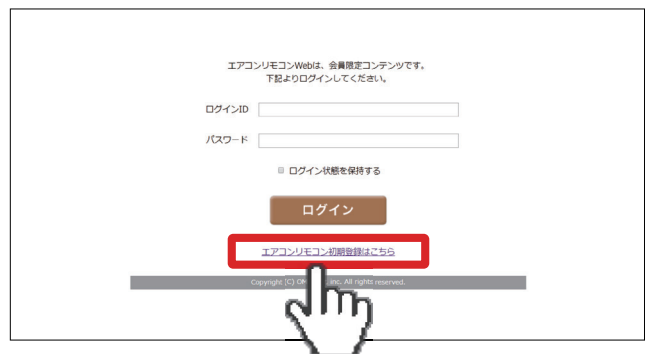 エアコンリモコンWebは、会員限定コンテンツです。
下記よりログインしてください。
ログインID
パスワード
ログイン状態を保持する
ログイン
エアコンリモコン初期登録はこちら
Copyright (C) inc. All rights reserved.